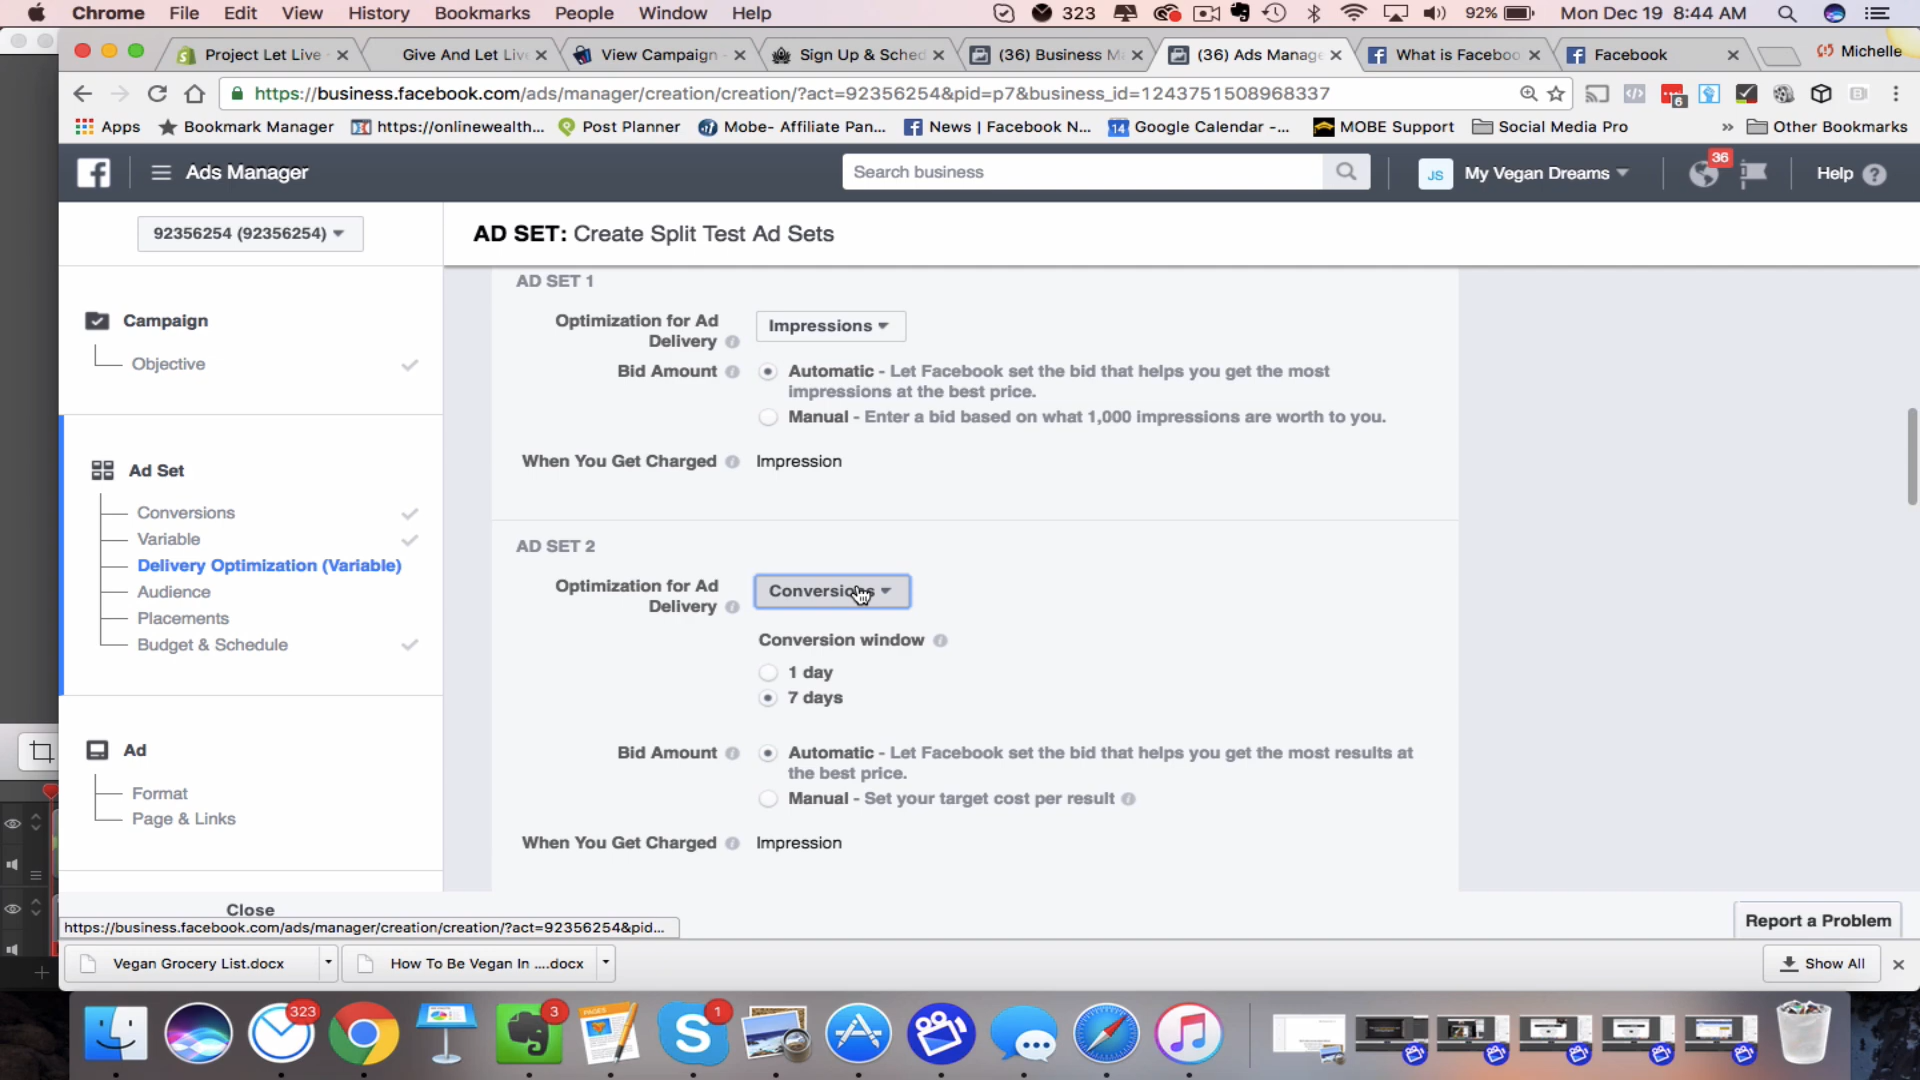 Chrome File Edit View History Bookmarks People Window Help 323 92% Mon Dec 19 8:44 AM
Project Let Live Give And Let Liv View Campaign Sign Up & Sched (36) Business M (36) Ads Manage What is Faceboo Facebook Michelle
https://business.facebook.com/ads/manager/creation/creation/?act=92356254&pid=p7&business_id=1243751508968337 6
Apps Bookmark Manager https://onlinewealth... Post Planner Mobe- Affiliate Pan... News | Facebook N... 14 Google Calendar -... MOBE Support Social Media Pro » Other Bookmarks
Ads Manager Search business JS My Vegan Dreams 36 Help ?
92356254 (92356254) AD SET: Create Split Test Ad Sets
Campaign
Objective
Ad Set
Conversions
Variable
Delivery Optimization (Variable)
Audience
Placements
Budget & Schedule
Ad
Format
Page & Links
Close
AD SET 1
Optimization for Ad Delivery Impressions
Bid Amount Automatic - Let Facebook set the bid that helps you get the most
impressions at the best price.
Manual - Enter a bid based on what 1,000 impressions are worth to you.
When You Get Charged Impression
AD SET 2
Optimization for Ad Delivery Conversions
Conversion window
1 day
7 days
Bid Amount Automatic - Let Facebook set the bid that helps you get the most results at
the best price.
Manual - Set your target cost per result
When You Get Charged Impression
Report a Problem
https://business.facebook.com/ads/manager/creation/creation/?act=92356254&pid...
Vegan Grocery List.docx How To Be Vegan In ....docx Show All
323 3 PAGES 1